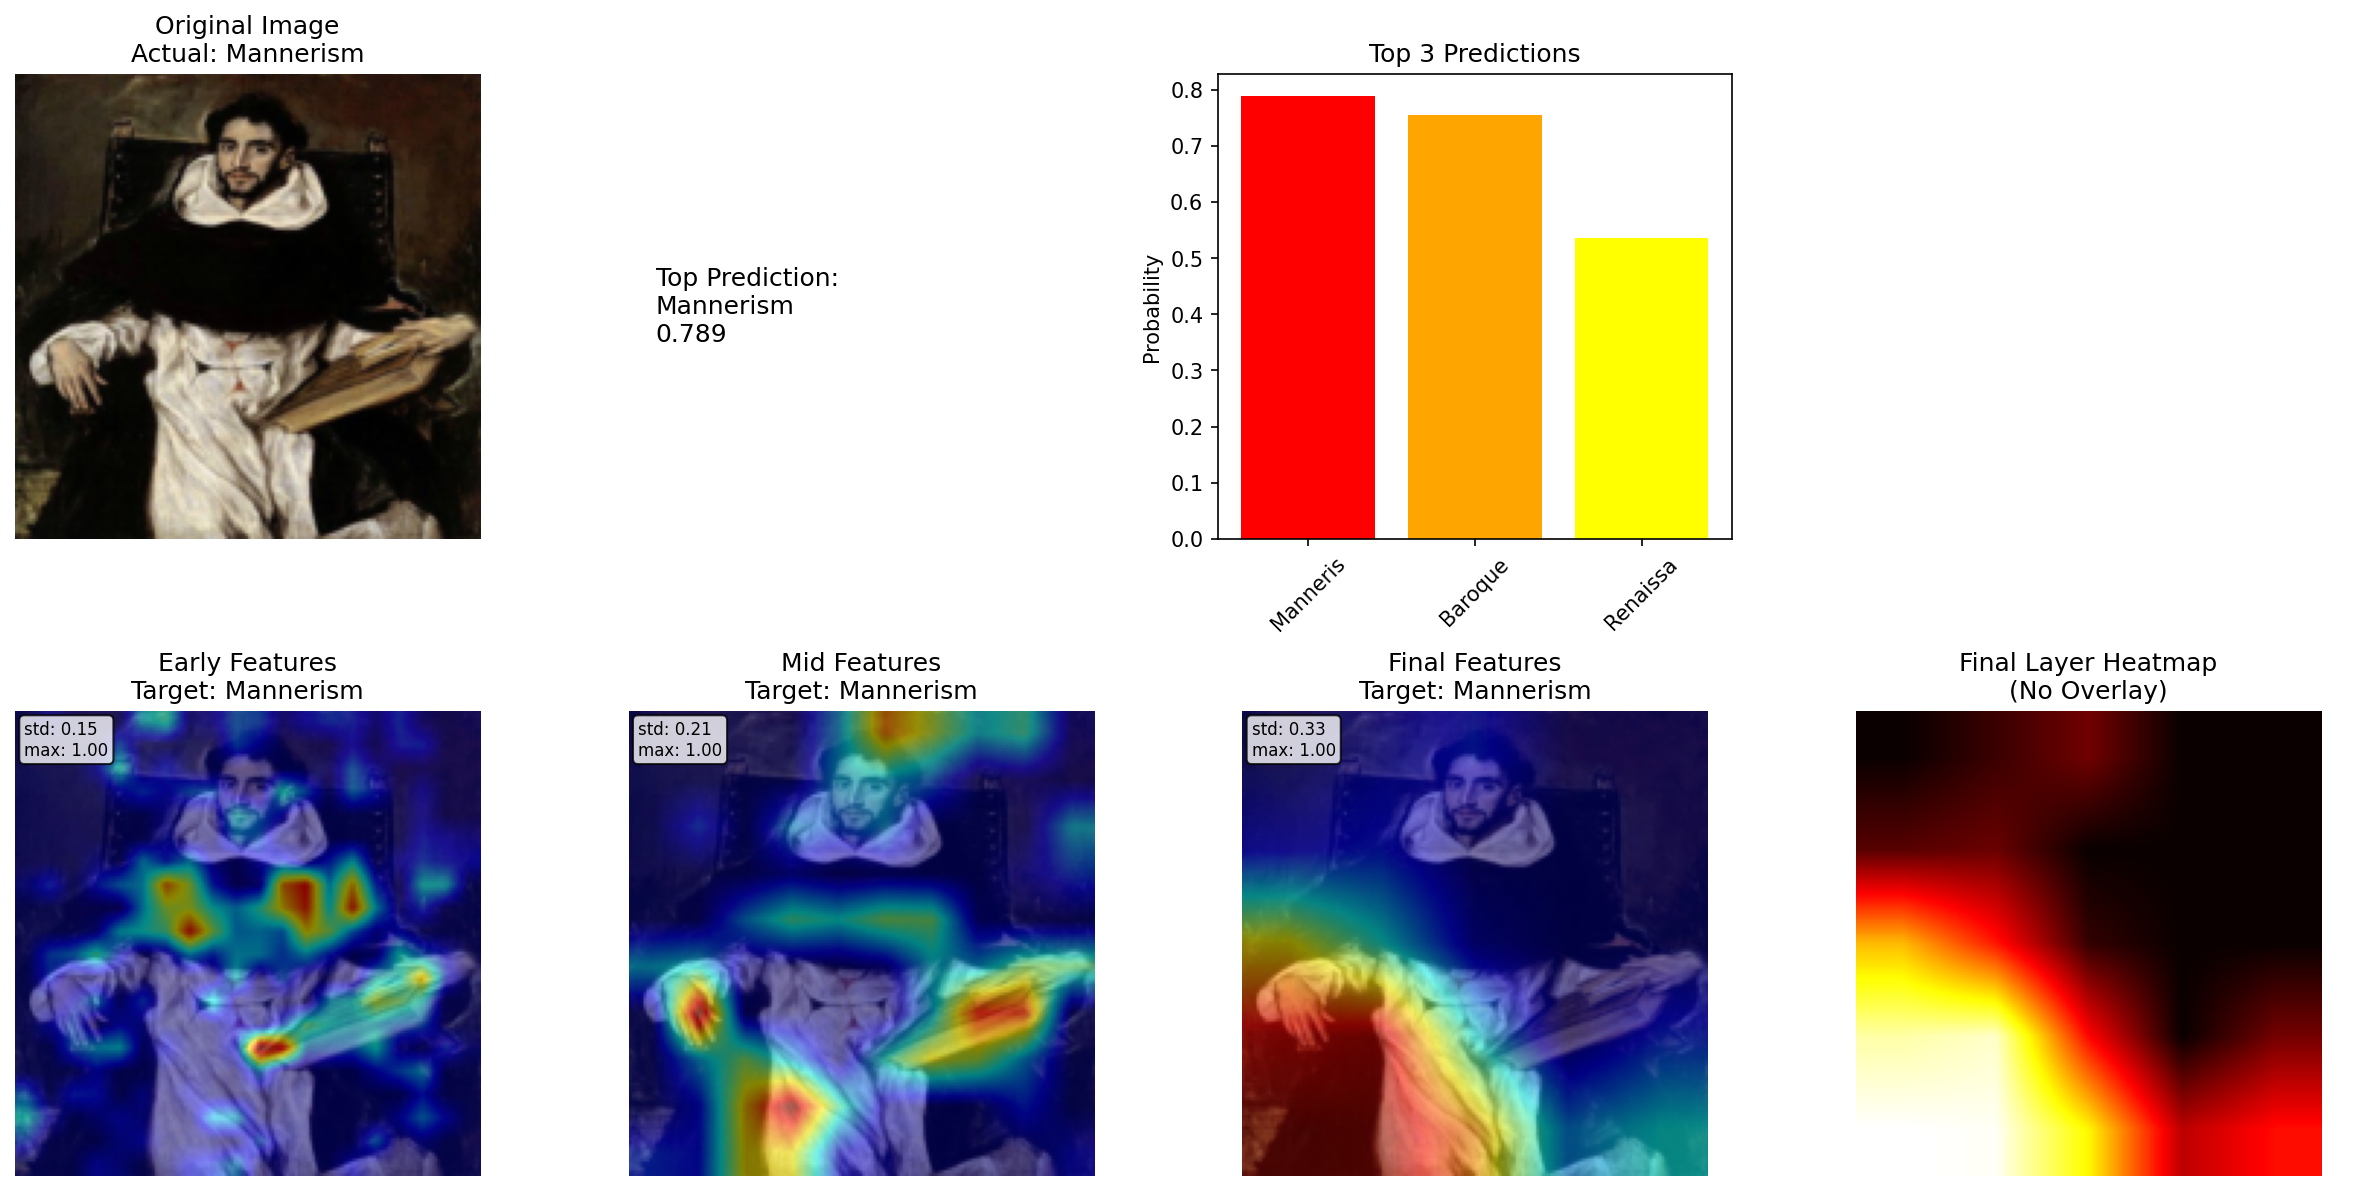 Original Image
Actual: Mannerism
Top Prediction:
Mannerism
0.789
Top 3 Predictions
Probability
0.8
0.7
0.6
0.5
0.4
0.3
0.2
0.1
0.0
Manneris
Baroque
Renaissa
Early Features
Target: Mannerism
std: 0.15
max: 1.00
Mid Features
Target: Mannerism
std: 0.21
max: 1.00
Final Features
Target: Mannerism
std: 0.33
max: 1.00
Final Layer Heatmap
(No Overlay)